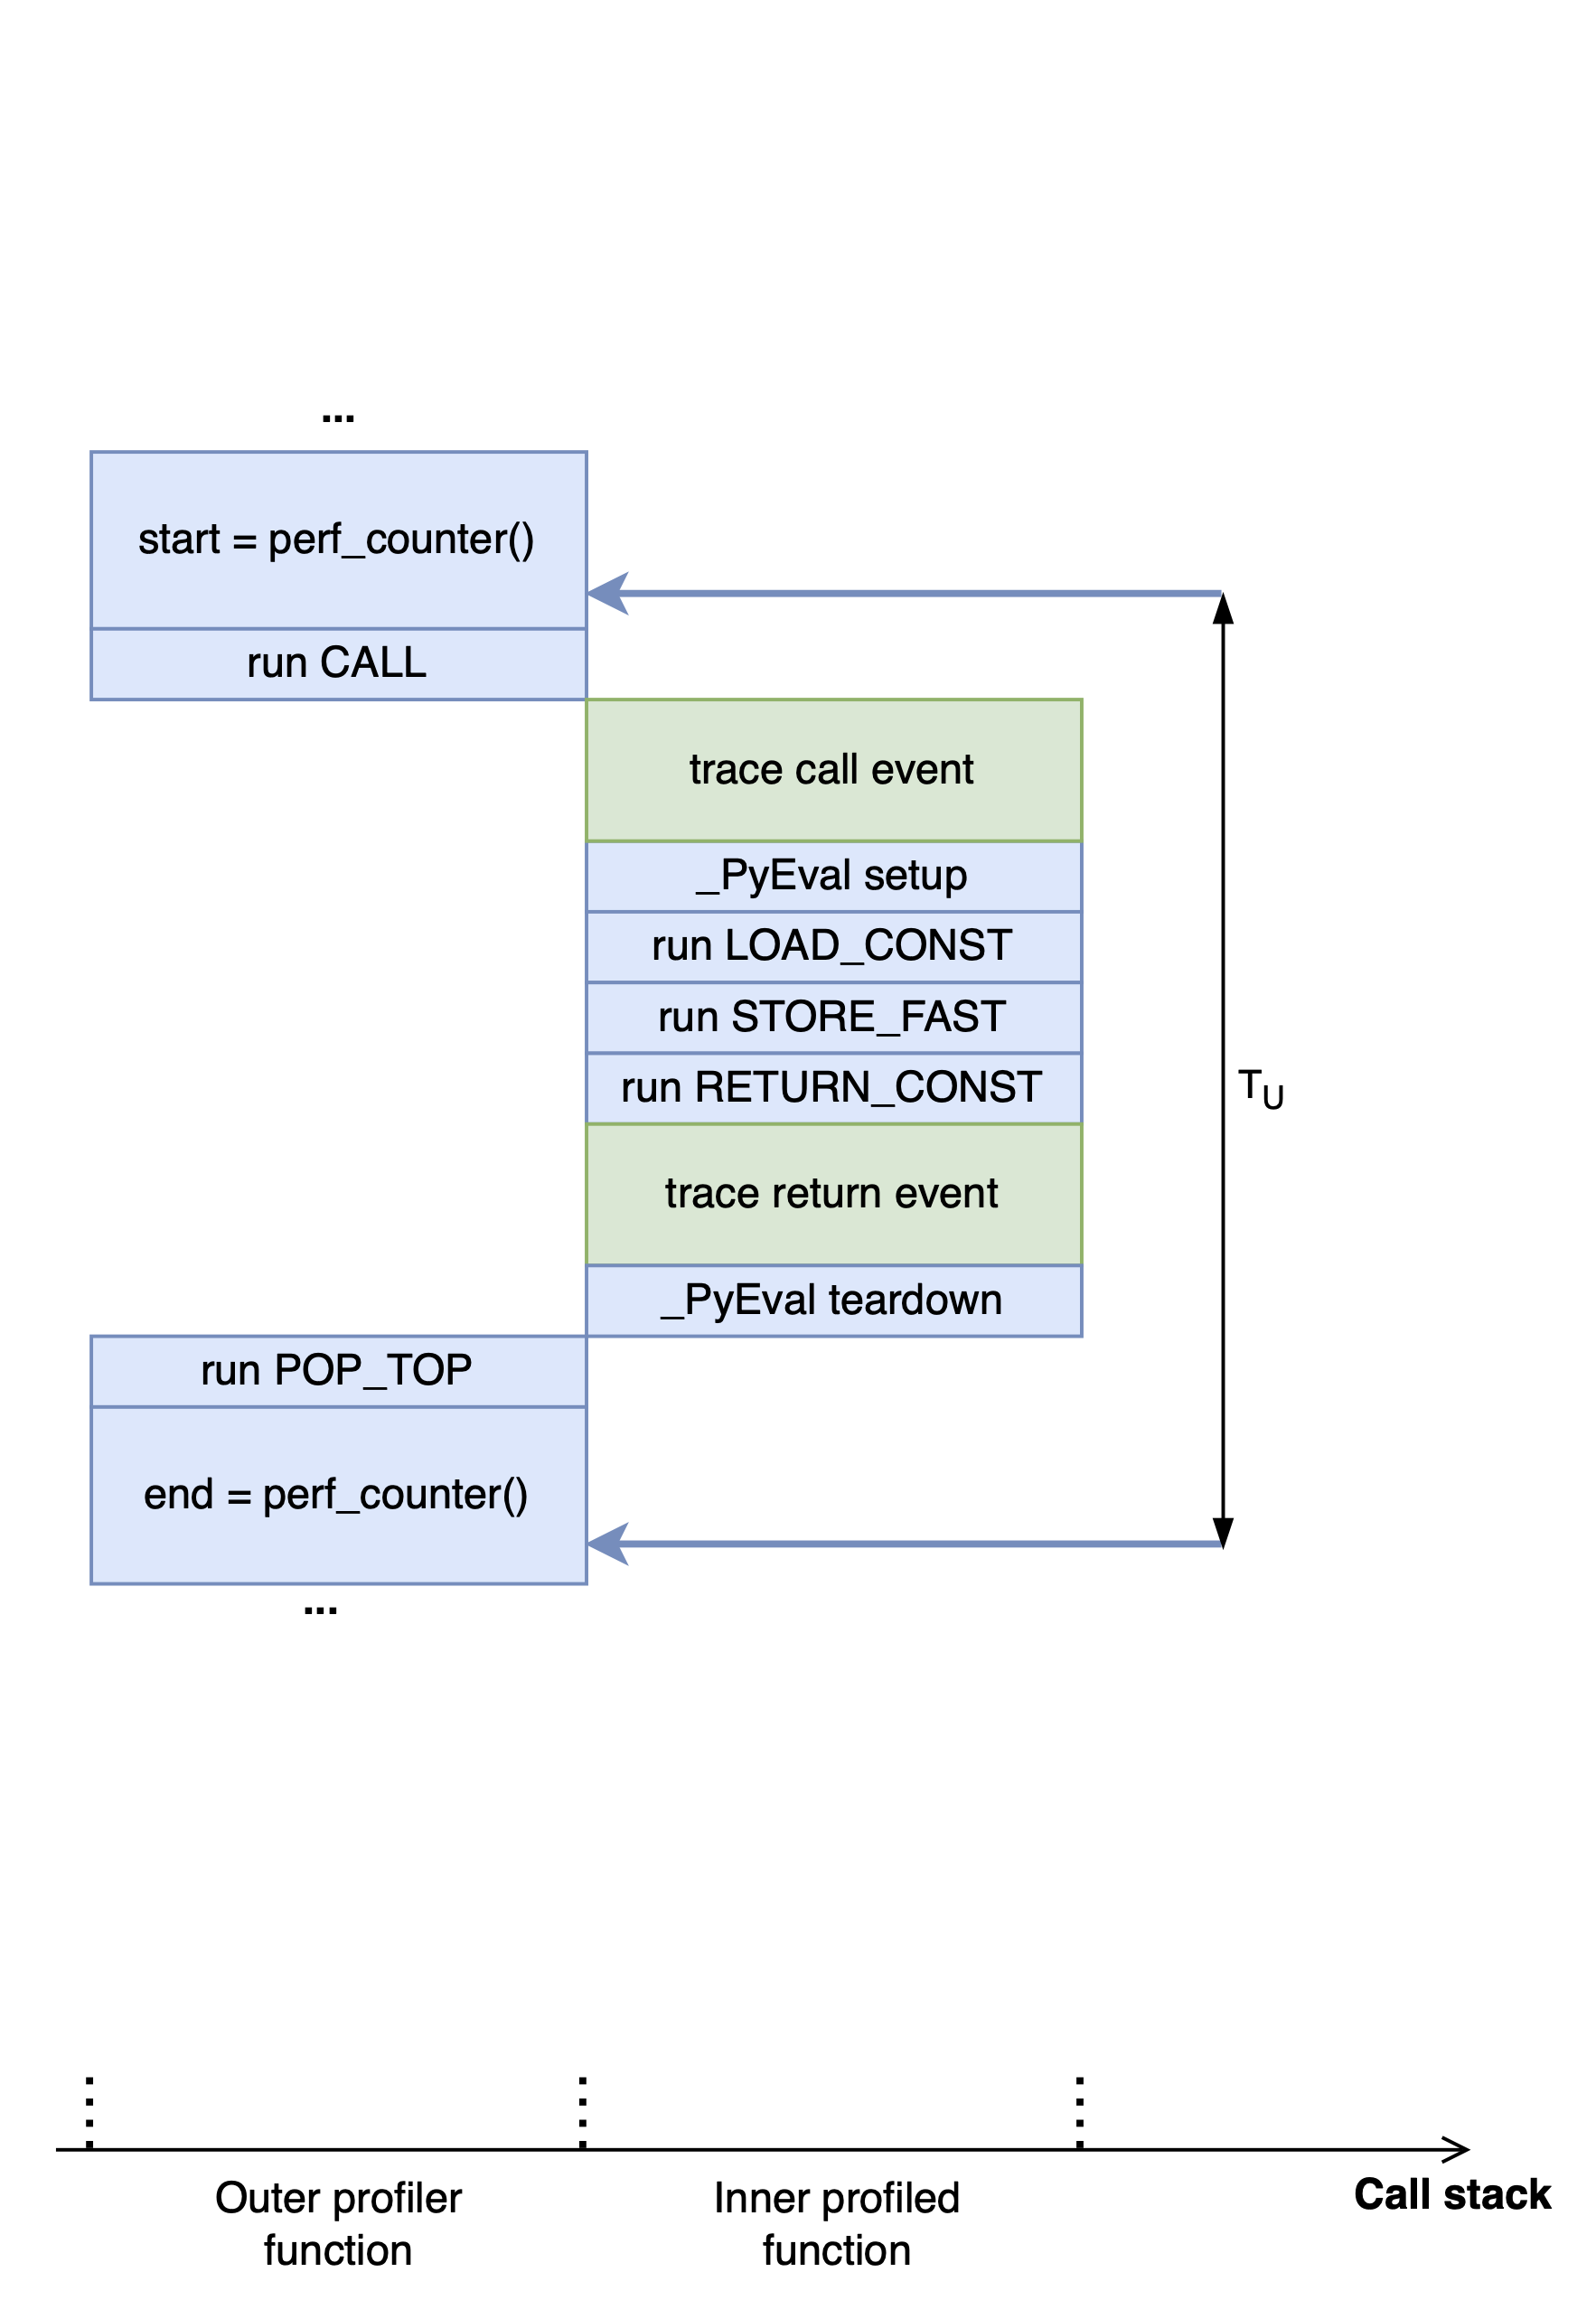 ...
start = perf_counter()
run CALL
trace call event
_PyEval setup
run LOAD_CONST
run STORE_FAST
run RETURN_CONST
T_U
trace return event
_PyEval teardown
run POP_TOP
end = perf_counter()
...
Outer profiler
function
Inner profiled
function
Call stack